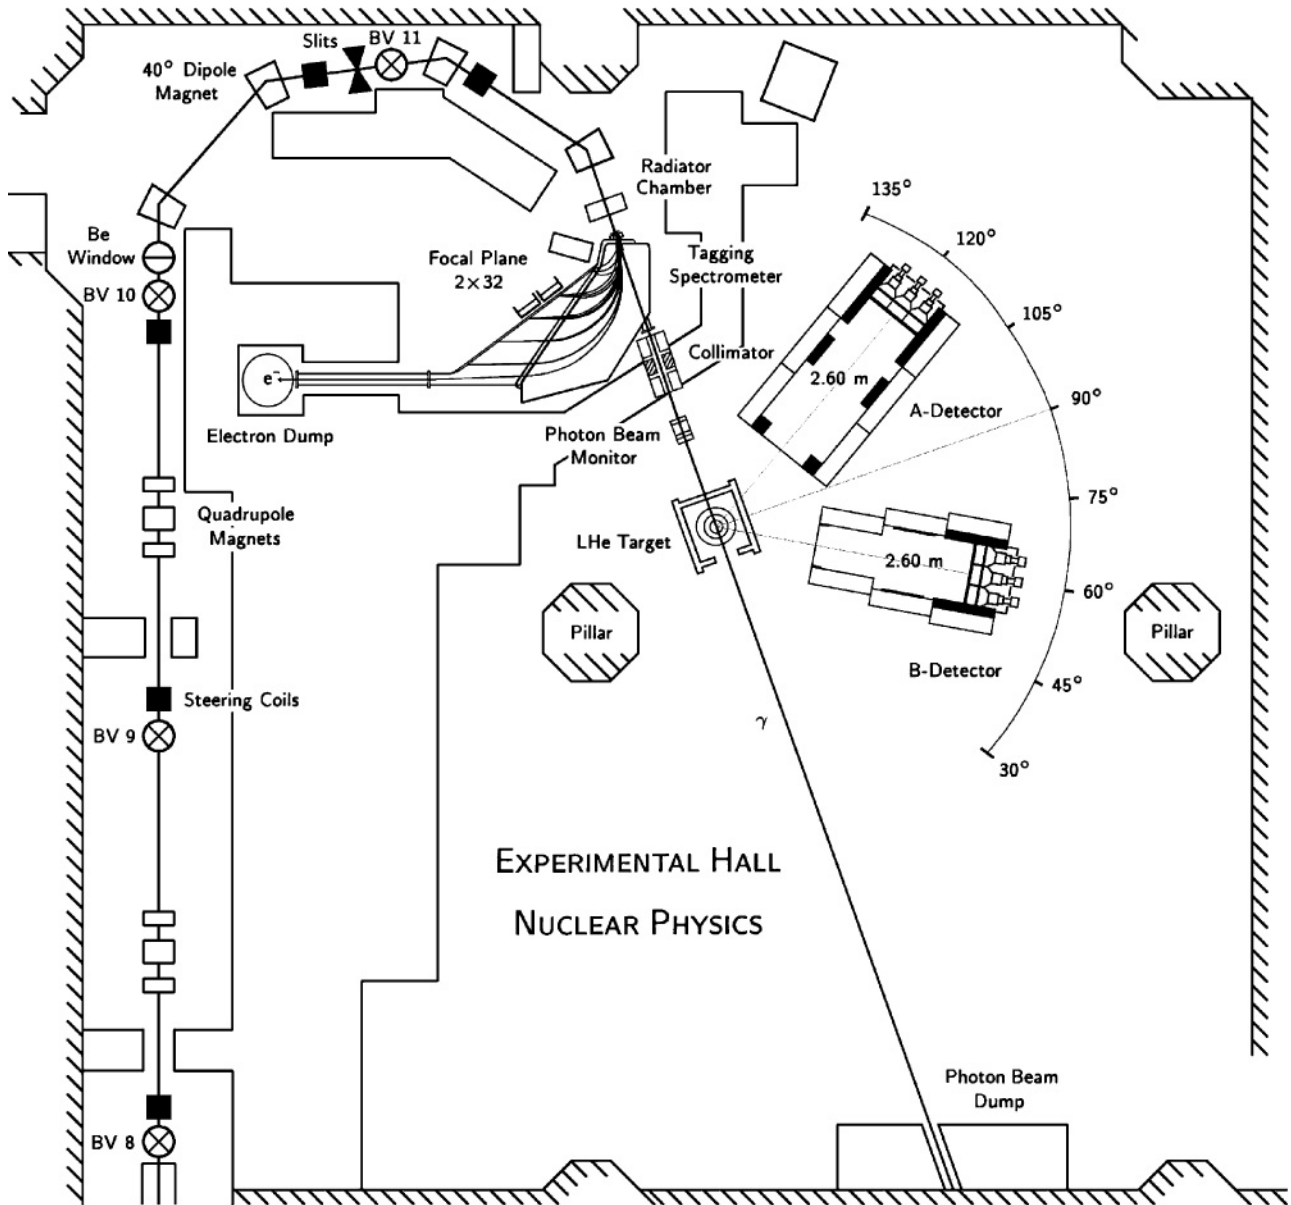 Slits
BV 11
40° Dipole
Magnet
Radiator
Chamber
135°
120°
Be
Window
BV 10
Focal Plane
2×32
Tagging
Spectrometer
105°
Collimator
e⁻
2.60 m
90°
A-Detector
Electron Dump
Photon Beam
Monitor
75°
Quadrupole
Magnets
LHe Target
2.60 m
60°
Pillar
Pillar
B-Detector
45°
Steering Coils
BV 9
γ
30°
EXPERIMENTAL HALL
NUCLEAR PHYSICS
Photon Beam
Dump
BV 8